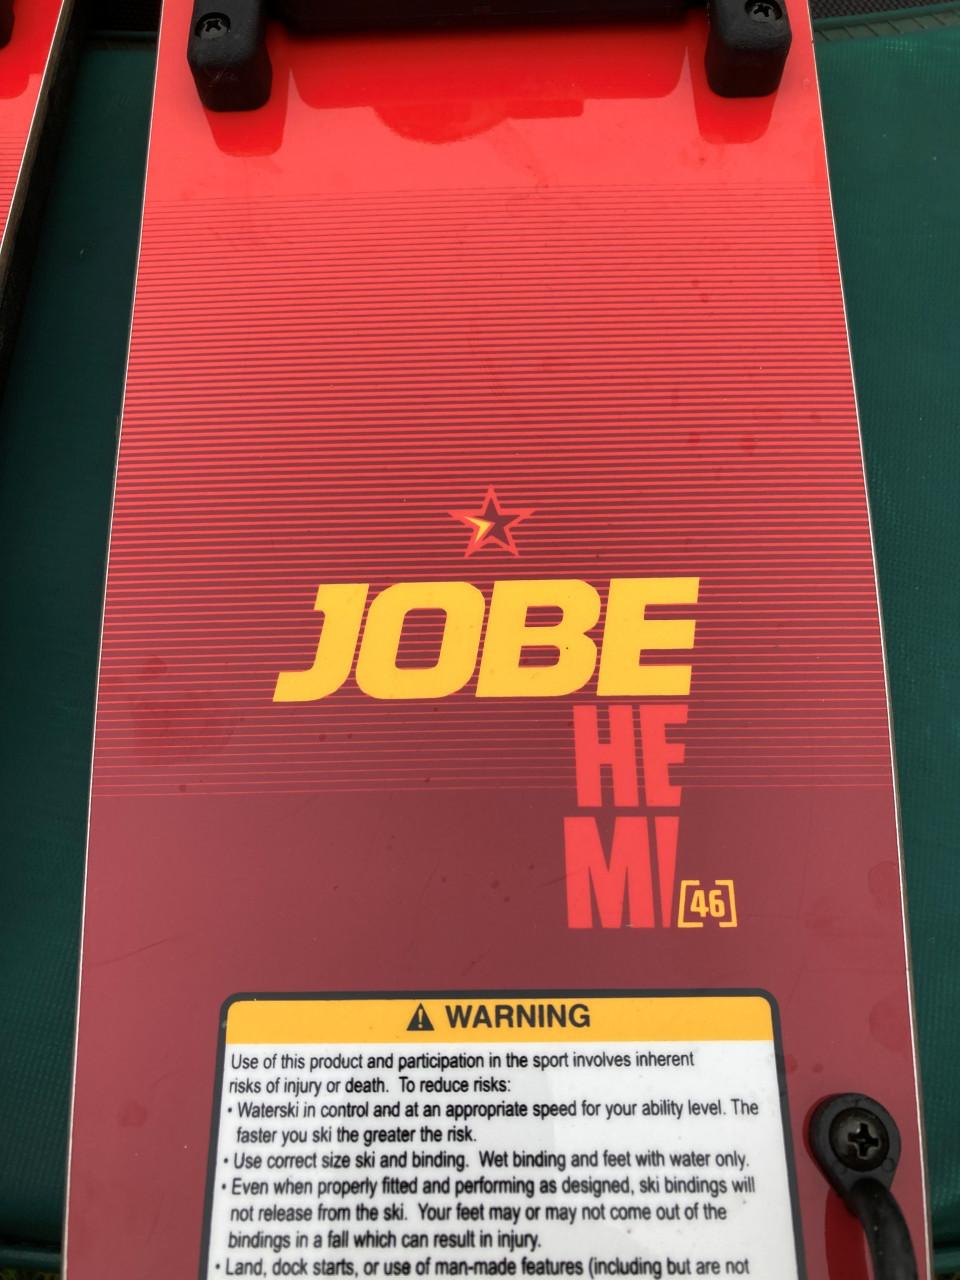 JOBE
HE
MI [46]
⚠ WARNING
Use of this product and participation in the sport involves inherent
risks of injury or death. To reduce risks:
• Waterski in control and at an appropriate speed for your ability level. The
faster you ski the greater the risk.
• Use correct size ski and binding. Wet binding and feet with water only.
• Even when properly fitted and performing as designed, ski bindings will
not release from the ski. Your feet may or may not come out of the
bindings in a fall which can result in injury.
• Land, dock starts, or use of man-made features (including but are not